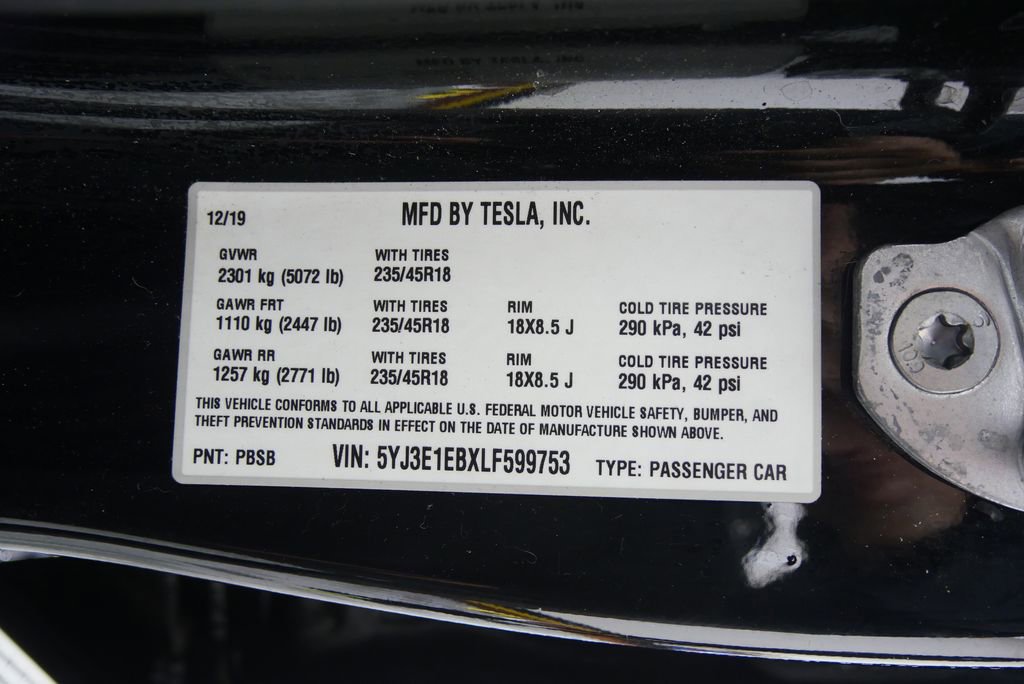 12/19 MFD BY TESLA, INC.
GVWR WITH TIRES
2301 kg (5072 lb) 235/45R18
GAWR FRT WITH TIRES RIM COLD TIRE PRESSURE
1110 kg (2447 lb) 235/45R18 18X8.5 J 290 kPa, 42 psi
GAWR RR WITH TIRES RIM COLD TIRE PRESSURE
1257 kg (2771 lb) 235/45R18 18X8.5 J 290 kPa, 42 psi
THIS VEHICLE CONFORMS TO ALL APPLICABLE U.S. FEDERAL MOTOR VEHICLE SAFETY, BUMPER, AND
THEFT PREVENTION STANDARDS IN EFFECT ON THE DATE OF MANUFACTURE SHOWN ABOVE.
PNT: PBSB VIN: 5YJ3E1EBXLF599753 TYPE: PASSENGER CAR